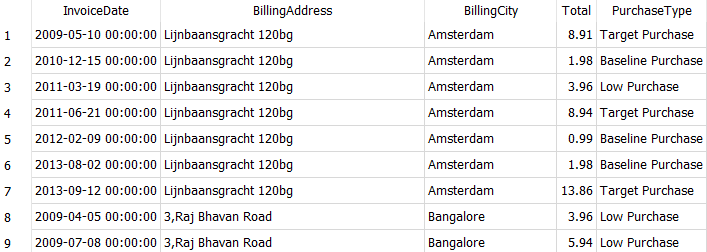 InvoiceDate BillingAddress BillingCity Total PurchaseType
1 2009-05-10 00:00:00 Lijnbaansgracht 120bg Amsterdam 8.91 Target Purchase
2 2010-12-15 00:00:00 Lijnbaansgracht 120bg Amsterdam 1.98 Baseline Purchase
3 2011-03-19 00:00:00 Lijnbaansgracht 120bg Amsterdam 3.96 Low Purchase
4 2011-06-21 00:00:00 Lijnbaansgracht 120bg Amsterdam 8.94 Target Purchase
5 2012-02-09 00:00:00 Lijnbaansgracht 120bg Amsterdam 0.99 Baseline Purchase
6 2013-08-02 00:00:00 Lijnbaansgracht 120bg Amsterdam 1.98 Baseline Purchase
7 2013-09-12 00:00:00 Lijnbaansgracht 120bg Amsterdam 13.86 Target Purchase
8 2009-04-05 00:00:00 3,Raj Bhavan Road Bangalore 3.96 Low Purchase
9 2009-07-08 00:00:00 3,Raj Bhavan Road Bangalore 5.94 Low Purchase